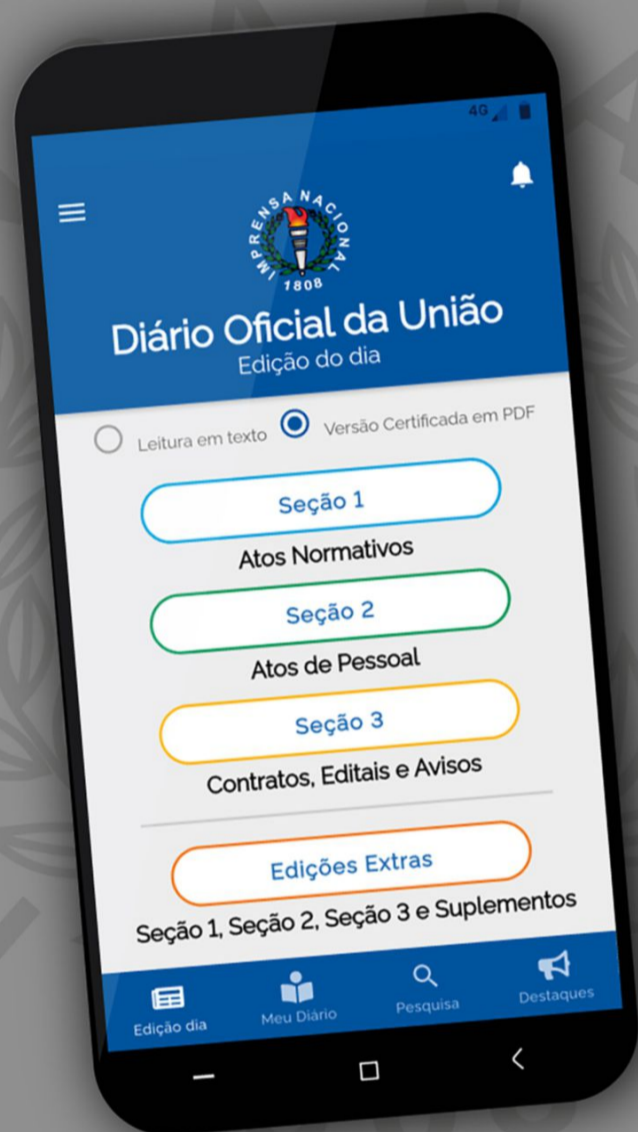 4G
IMPRENSA NACIONAL
1808
Diário Oficial da União
Edição do dia
Leitura em texto
Versão Certificada em PDF
Seção 1
Atos Normativos
Seção 2
Atos de Pessoal
Seção 3
Contratos, Editais e Avisos
Edições Extras
Seção 1, Seção 2, Seção 3 e Suplementos
Edição dia
Meu Diário
Pesquisa
Destaques